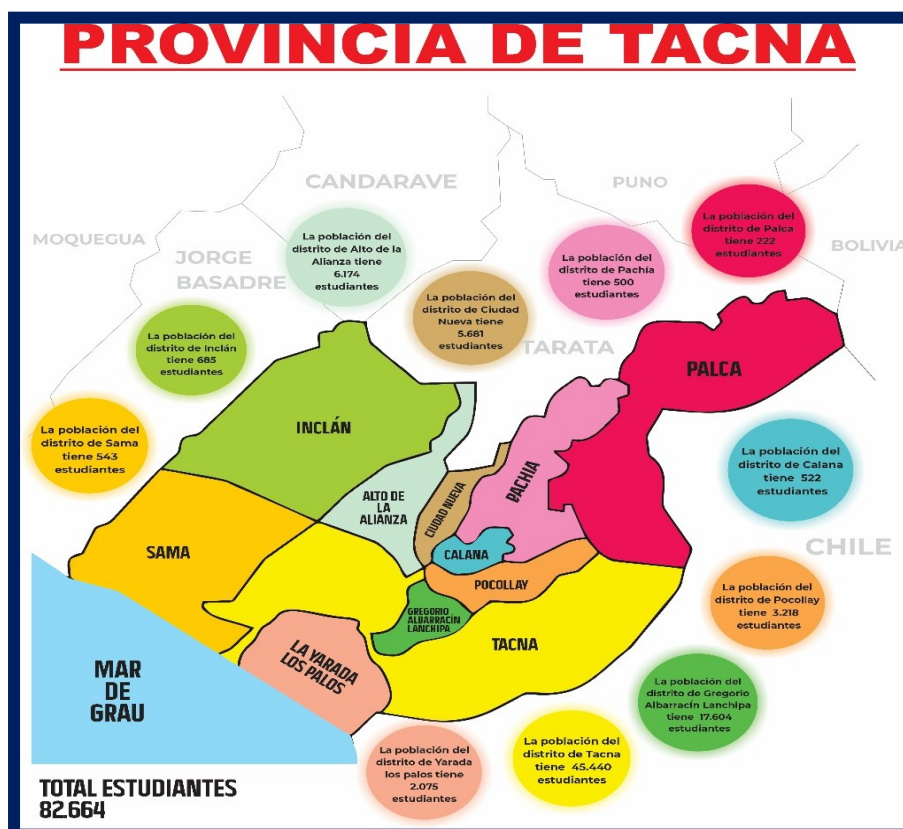 PROVINCIA DE TACNA
CANDARAVE
PUNO
MOQUEGUA
JORGE
BASADRE
BOLIVIA
TARATA
CHILE
La población del
distrito de Alto de la
Alianza tiene
6.174
estudiantes
La población del
distrito de Ciudad
Nueva tiene
5.681
estudiantes
La población del
distrito de Pachía
tiene 500
estudiantes
La población del
distrito de Palca
tiene 222
estudiantes
La población del
distrito de Inclán
tiene 685
estudiantes
La población del
distrito de Sama
tiene 543
estudiantes
La población del
distrito de Calana
tiene 522
estudiantes
La población del
distrito de Pocollay
tiene 3.218
estudiantes
La población del
distrito de Gregorio
Albarracín Lanchipa
tiene 17.604
estudiantes
La población del
distrito de Tacna
tiene 45.440
estudiantes
La población del
distrito de Yarada
los palos tiene
2.075
estudiantes
PALCA
INCLÁN
ALTO DE
LA
ALIANZA
CIUDAD NUEVA
PACHIA
CALANA
SAMA
POCOLLAY
GREGORIO
ALBARRACÍN
LANCHIPA
TACNA
LA YARADA
LOS PALOS
MAR
DE
GRAU
TOTAL ESTUDIANTES
82.664